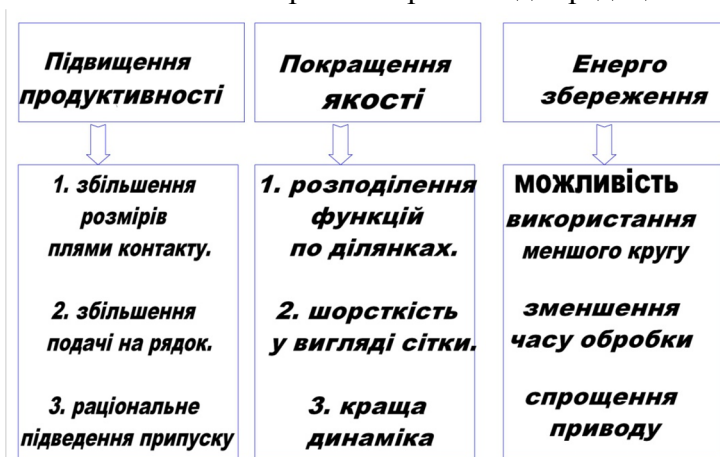 Підвищення
продуктивності
Покращення
якості
Енерго
збереження
1. збільшення
розмірів
плями контакту.
2. збільшення
подачі на рядок.
3. раціональне
підведення припуску
1. розподілення
функцій
по ділянках.
2. шорсткість
у вигляді сітки.
3. краща
динаміка
можливість
використання
меншого кругу
зменшення
часу обробки
спрощення
приводу